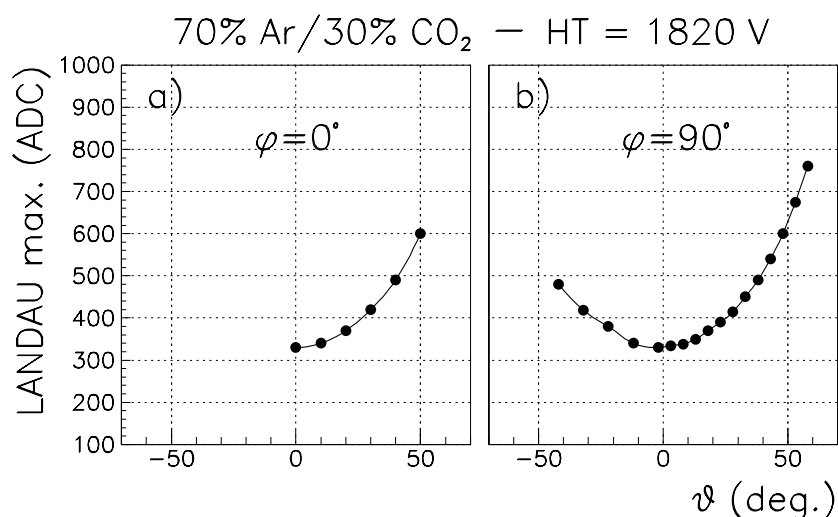 70% Ar/30% CO₂ − HT = 1820 V
LANDAU max. (ADC)
1000
900
800
700
600
500
400
300
200
100
a)
φ=0°
b)
φ=90°
−50
0
50
−50
0
50
ϑ (deg.)